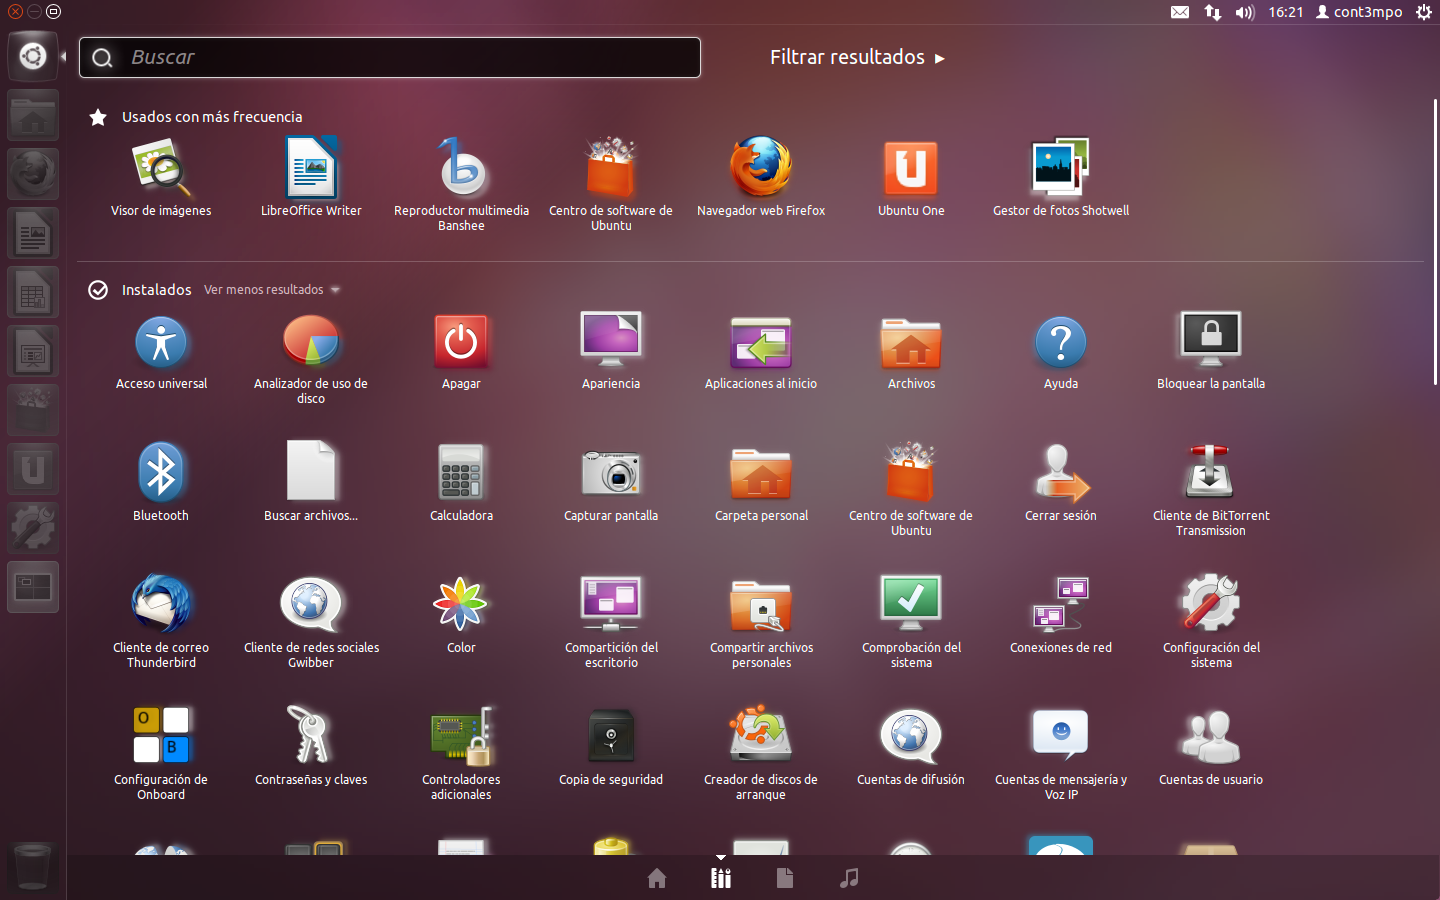 16:21 cont3mpo
Buscar
Filtrar resultados ▸
Usados con más frecuencia
Visor de imágenes
LibreOffice Writer
Reproductor multimedia
Banshee
Centro de software de
Ubuntu
Navegador web Firefox
Ubuntu One
Gestor de fotos Shotwell
Instalados Ver menos resultados
Acceso universal
Analizador de uso de
disco
Apagar
Apariencia
Aplicaciones al inicio
Archivos
Ayuda
Bloquear la pantalla
Bluetooth
Buscar archivos...
Calculadora
Capturar pantalla
Carpeta personal
Centro de software de
Ubuntu
Cerrar sesión
Cliente de BitTorrent
Transmission
Cliente de correo
Thunderbird
Cliente de redes sociales
Gwibber
Color
Compartición del
escritorio
Compartir archivos
personales
Comprobación del
sistema
Conexiones de red
Configuración del
sistema
O
B
Configuración de
Onboard
Contraseñas y claves
Controladores
adicionales
Copia de seguridad
Creador de discos de
arranque
Cuentas de difusión
Cuentas de mensajería y
Voz IP
Cuentas de usuario